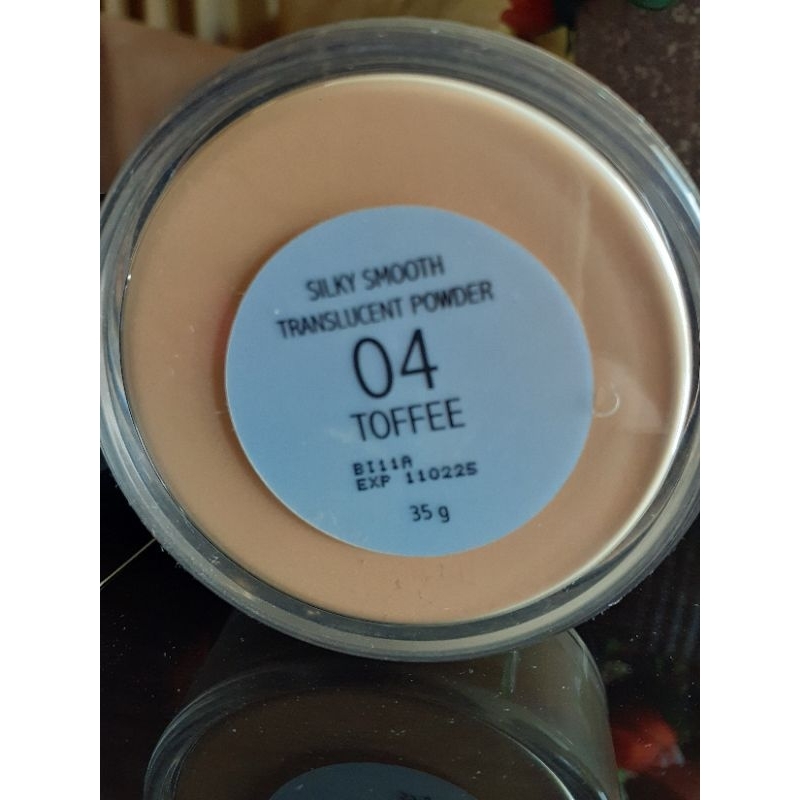 SILKY SMOOTH
TRANSLUCENT POWDER
04
TOFFEE
BI11A
EXP 110225
35 g